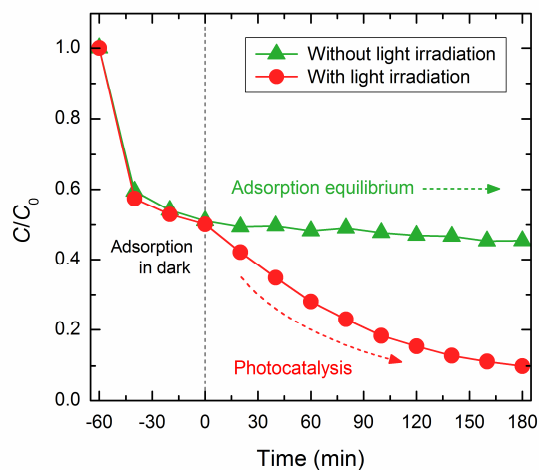 Without light irradiation
With light irradiation
Adsorption equilibrium
Adsorption
in dark
Photocatalysis
C/C0
1.0
0.8
0.6
0.4
0.2
0.0
-60 -30 0 30 60 90 120 150 180
Time (min)